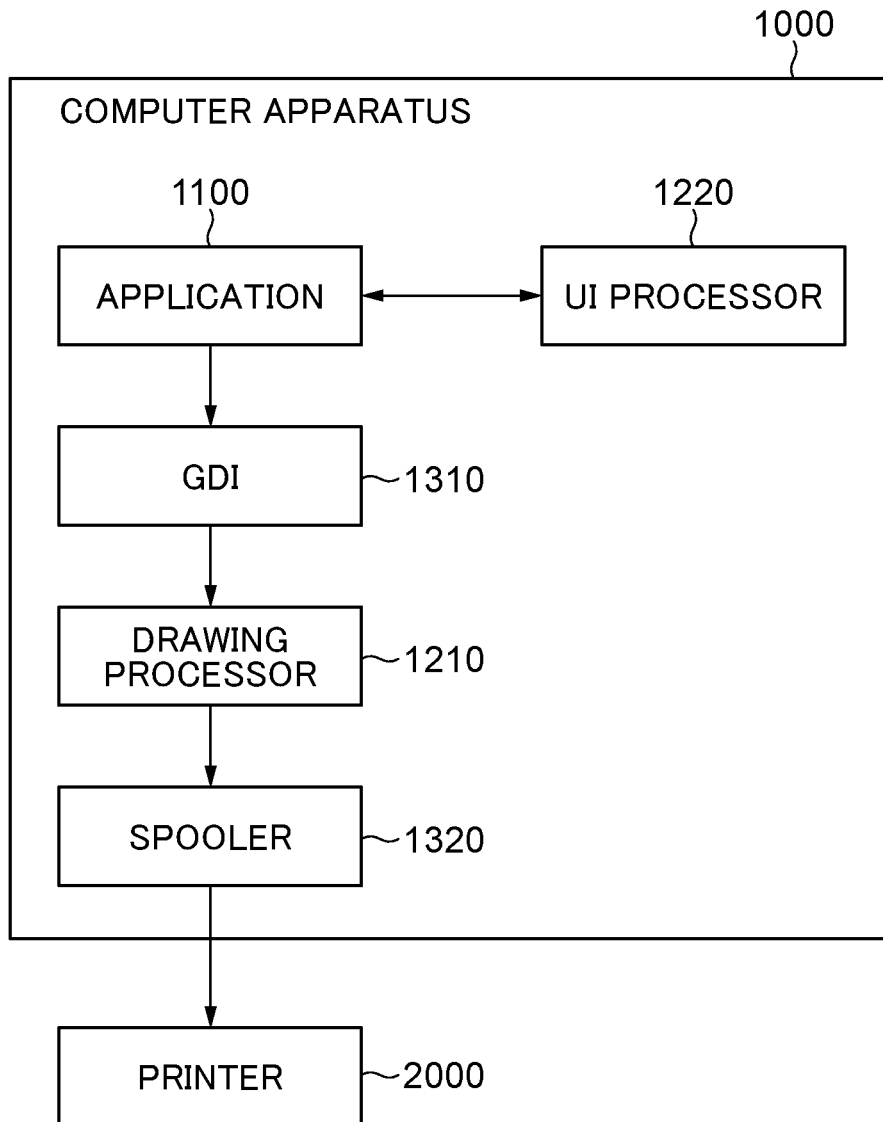 1000
COMPUTER APPARATUS
1100
1220
APPLICATION
UI PROCESSOR
GDI
1310
DRAWING
PROCESSOR
1210
SPOOLER
1320
PRINTER
2000